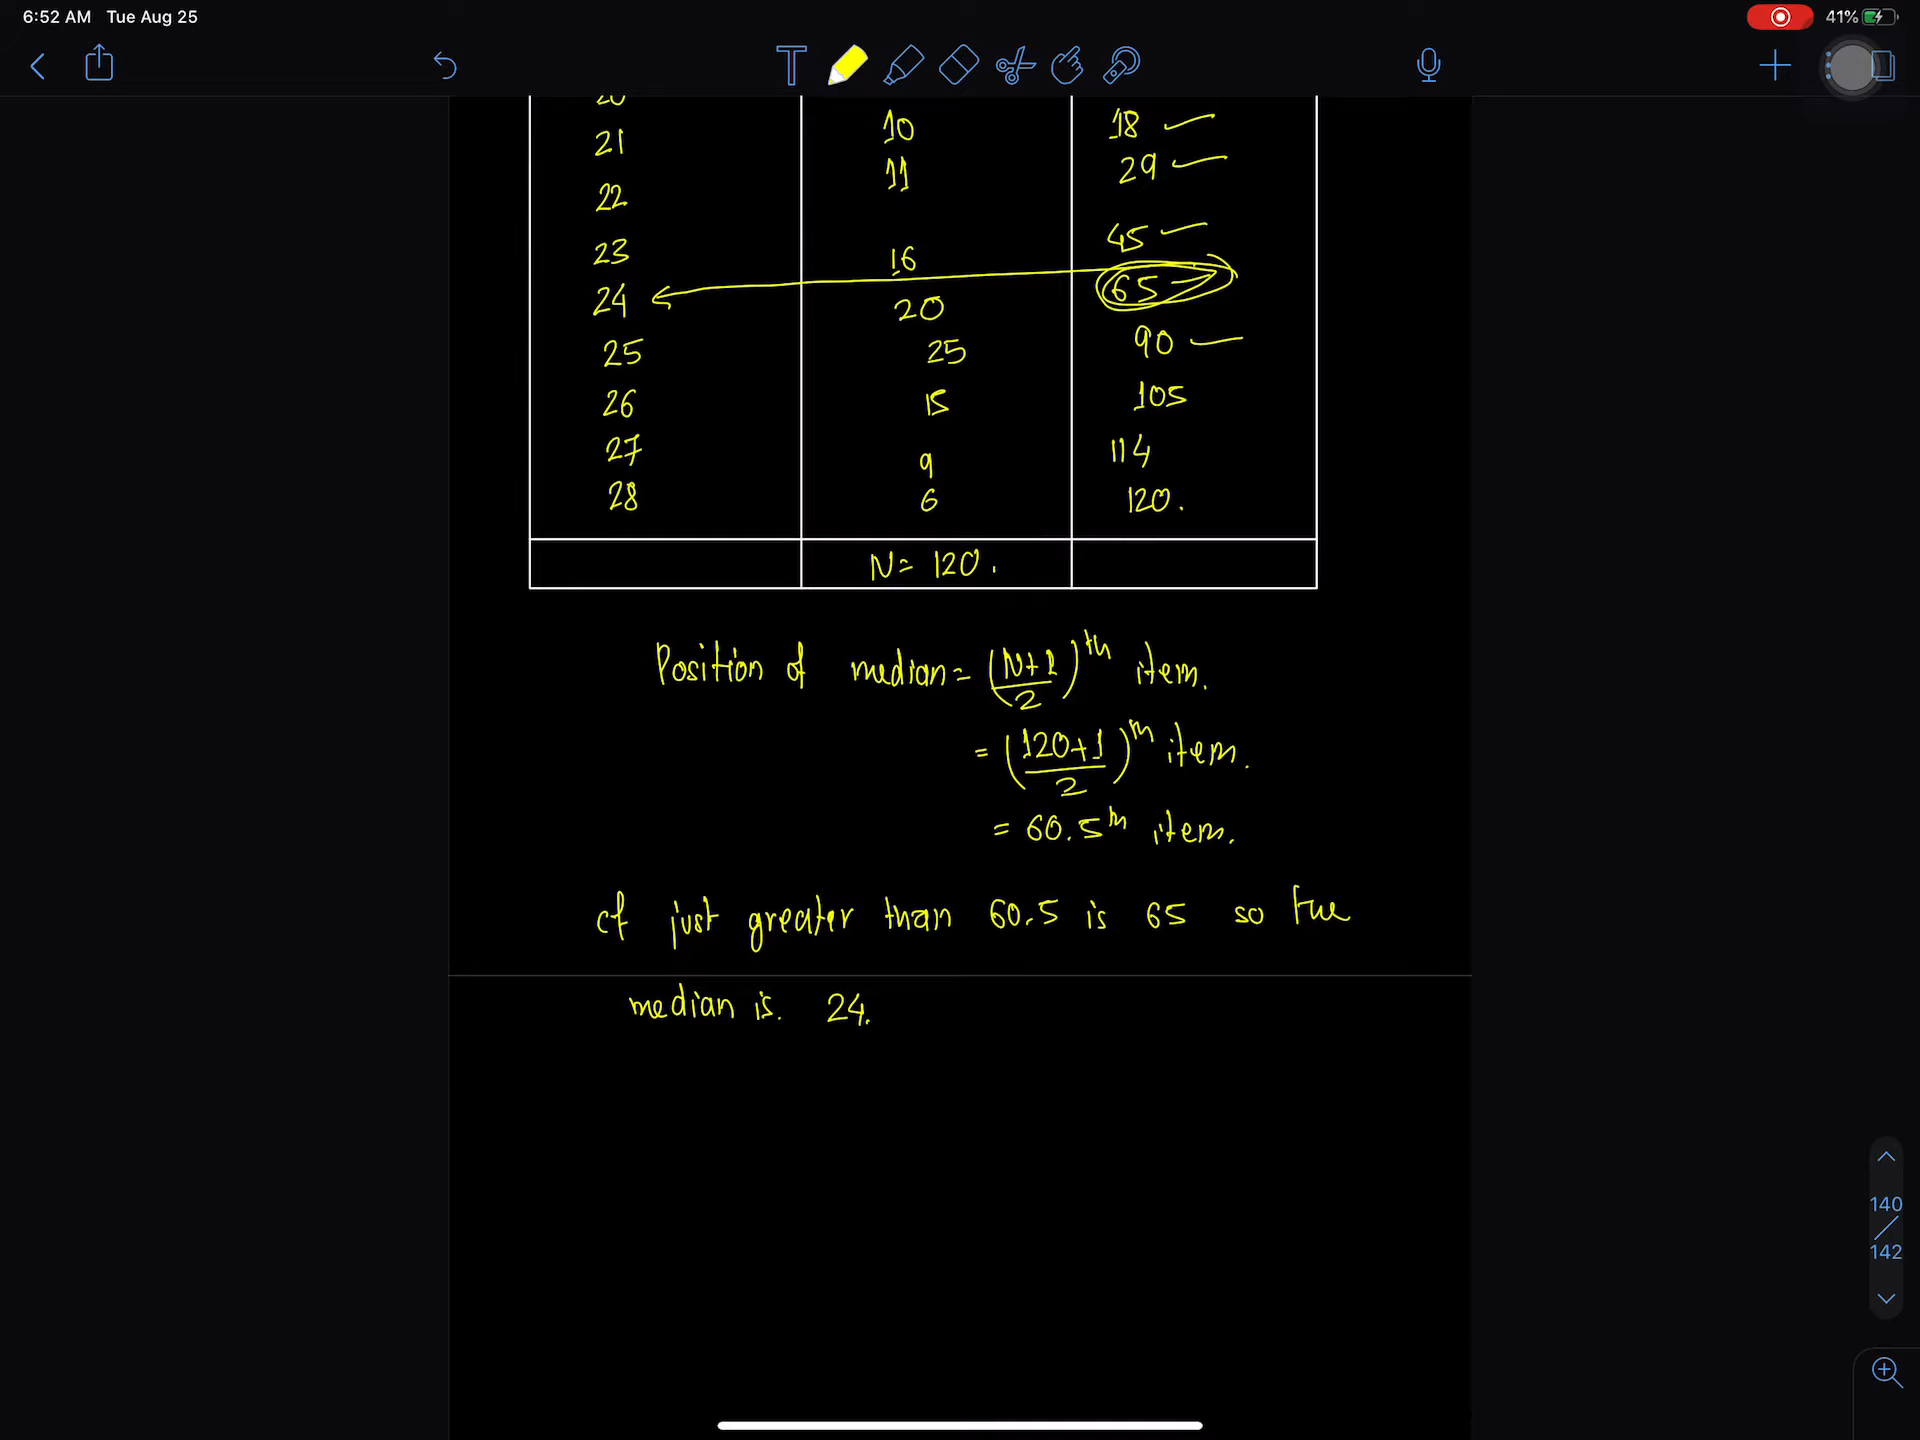 6:52 AM Tue Aug 25
41%
20
21 10 18
22 11 29
23 16 45
24 20 65
25 25 90
26 15 105
27 9 114
28 6 120.
N = 120.
Position of median = (N+1/2)th item.
= (120+1/2)th item.
= 60.5th item.
cf just greater than 60.5 is 65 so the
median is. 24.
140
142